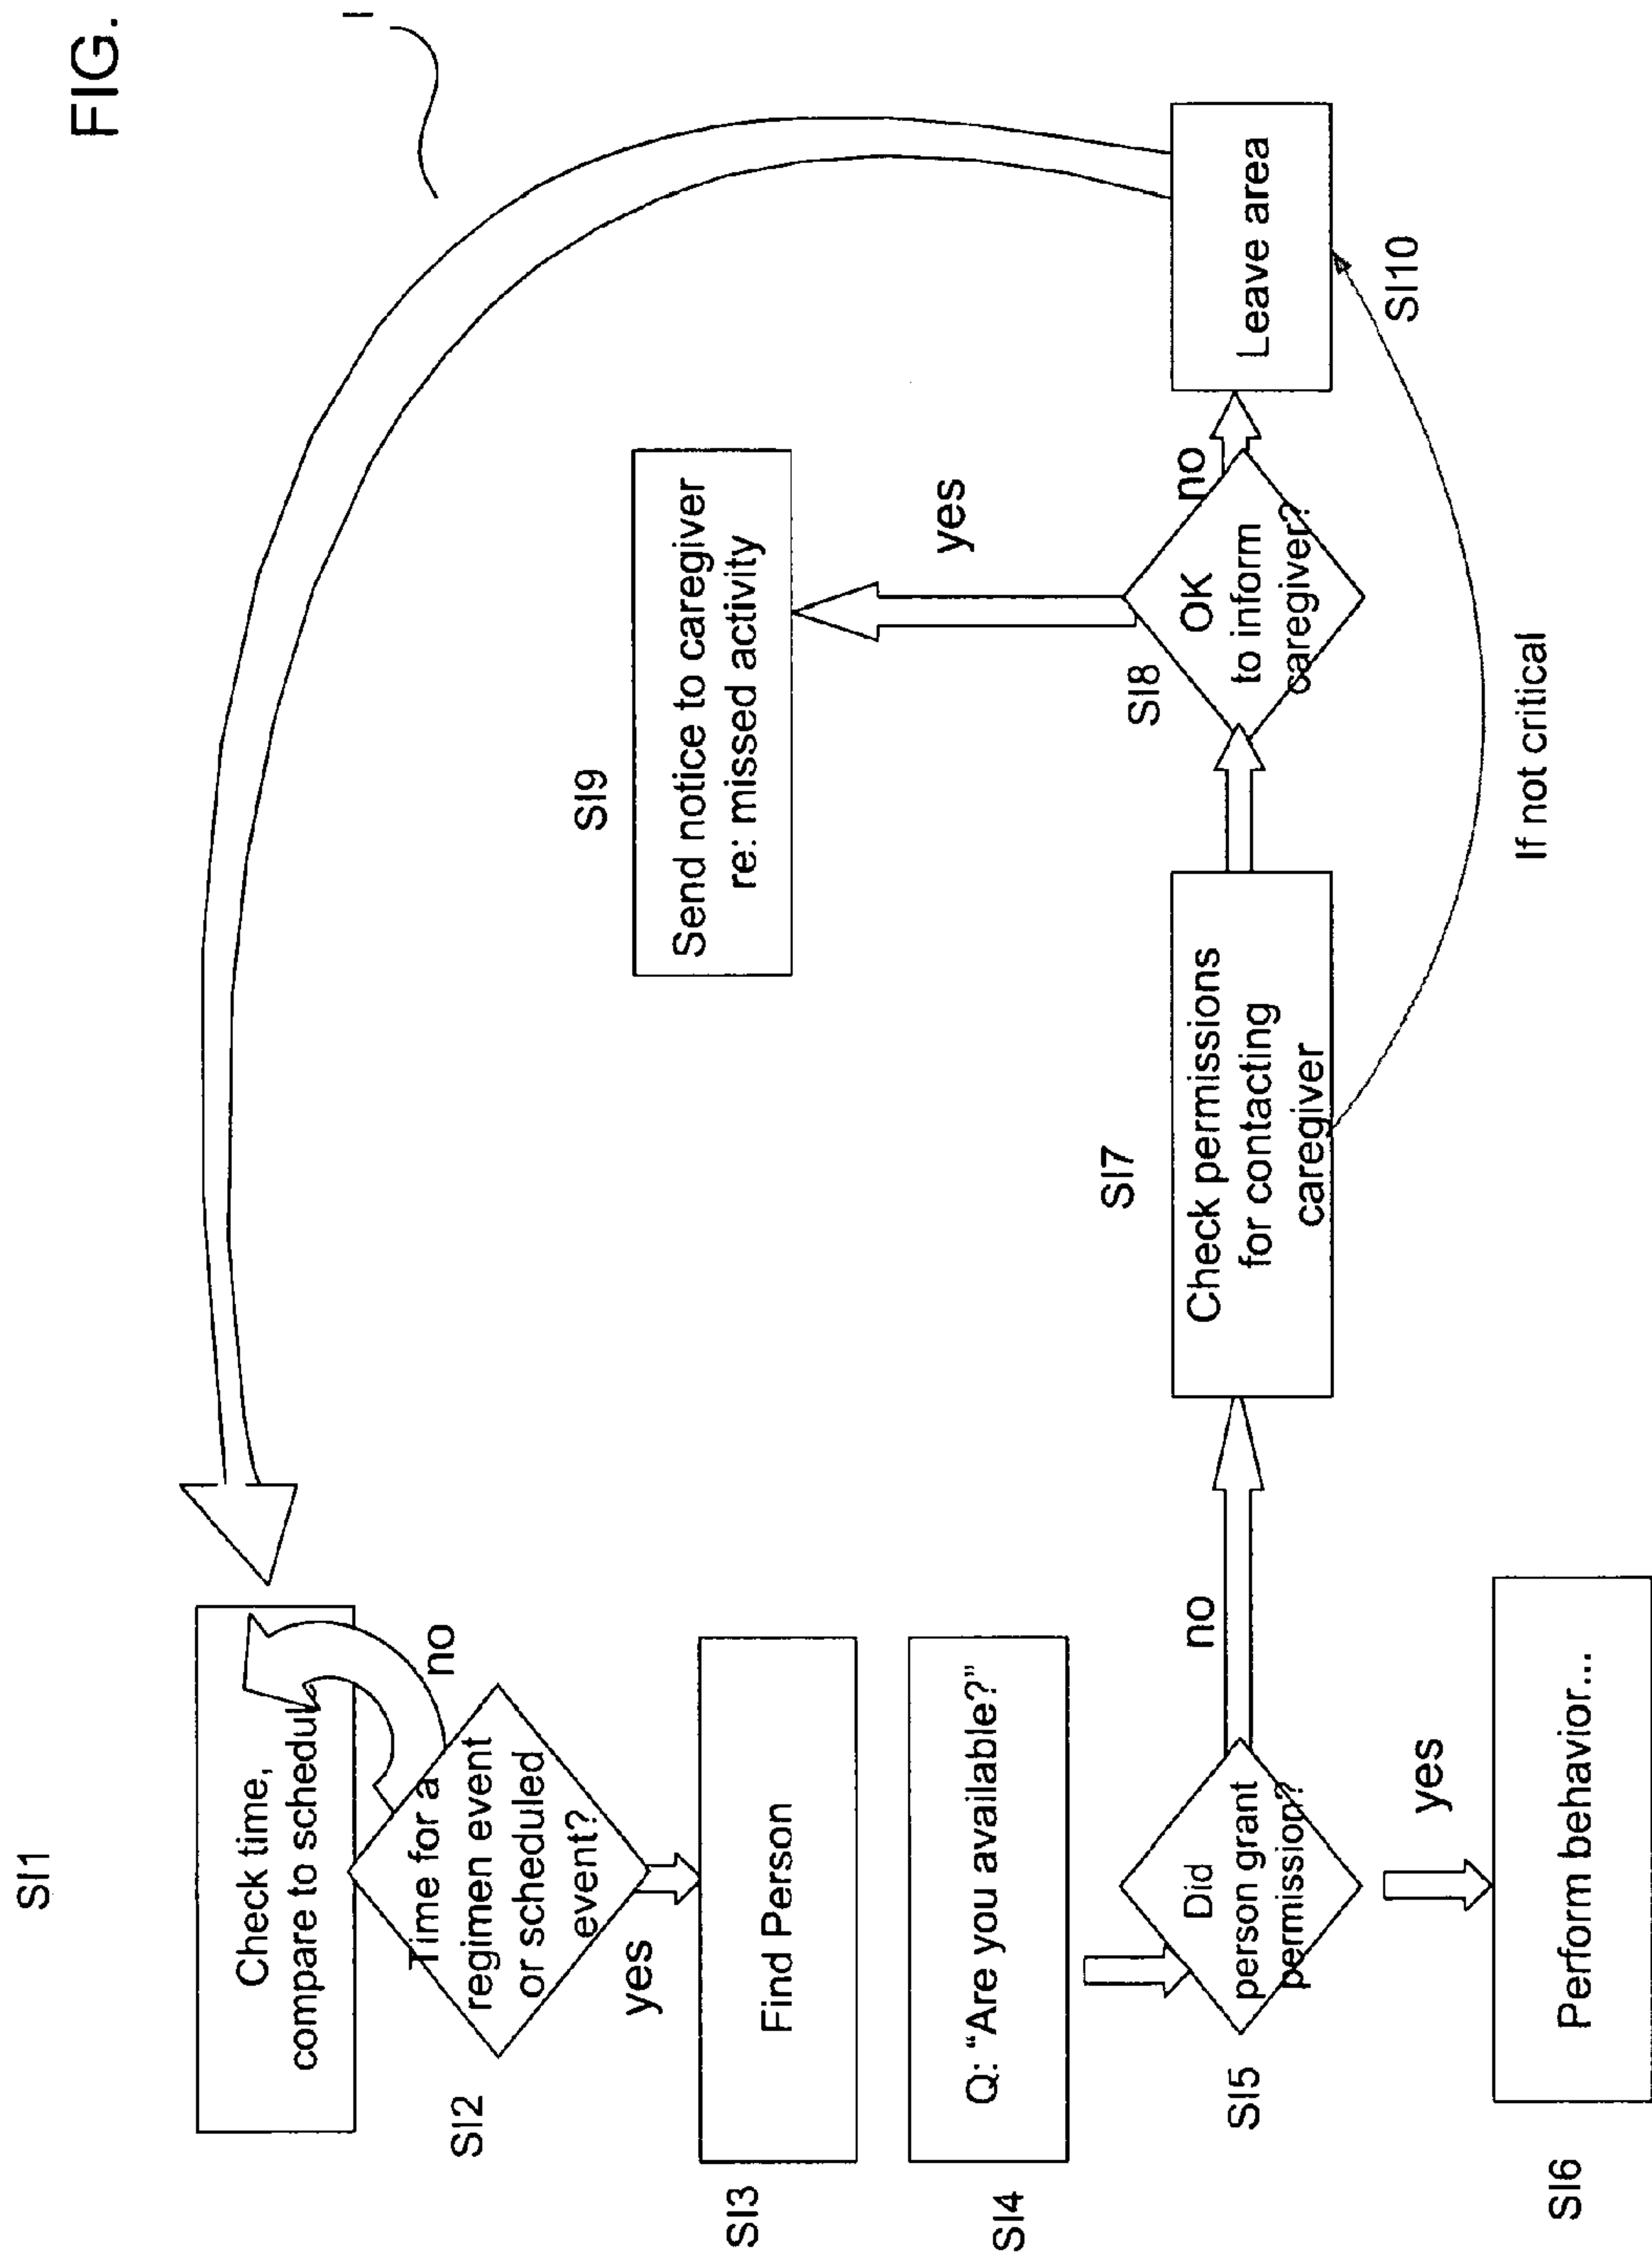 FIG.
I
SI1
Check time,
compare to schedul
SI2
Time for a
regimen event
or scheduled
event?
no
yes
SI3
Find Person
SI4
Q: “Are you available?”
SI5
Did
person grant
permission?
no
yes
SI6
Perform behavior...
SI7
Check permissions
for contacting
caregiver
If not critical
SI8
OK
to inform
caregiver?
yes
no
SI9
Send notice to caregiver
re: missed activity
SI10
Leave area